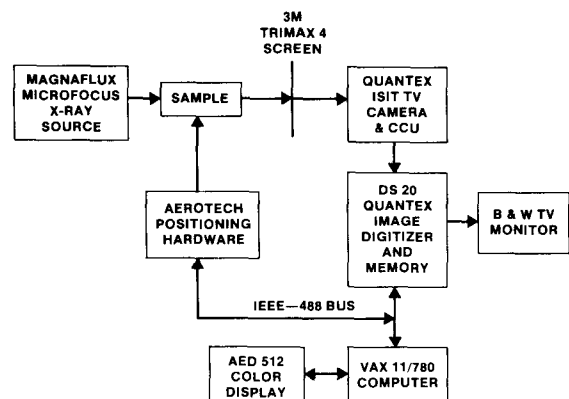 3M
TRIMAX 4
SCREEN
MAGNAFLUX
MICROFOCUS
X-RAY
SOURCE
SAMPLE
QUANTEX
ISIT TV
CAMERA
& CCU
AEROTECH
POSITIONING
HARDWARE
DS 20
QUANTEX
IMAGE
DIGITIZER
AND
MEMORY
B & W TV
MONITOR
IEEE—488 BUS
AED 512
COLOR
DISPLAY
VAX 11/780
COMPUTER